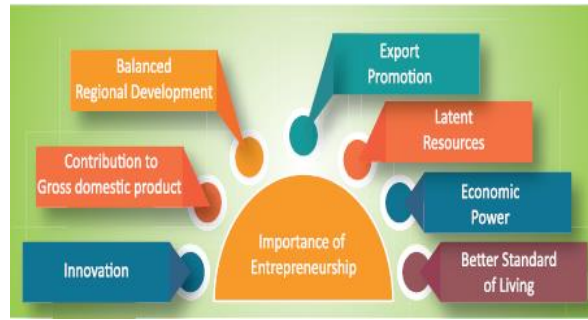 Export
Promotion
Balanced
Regional Development
Latent
Resources
Contribution to
Gross domestic product
Economic
Power
Importance of
Entrepreneurship
Innovation
Better Standard
of Living